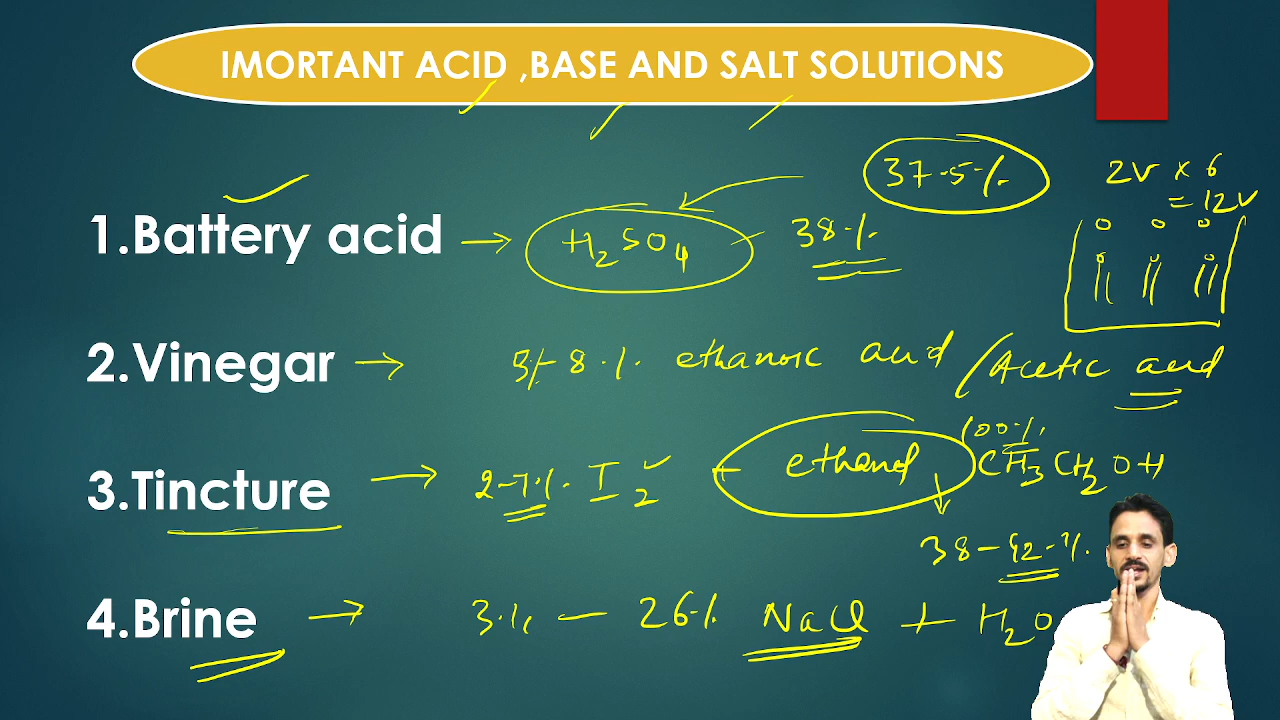 IMORTANT ACID ,BASE AND SALT SOLUTIONS
37.5%
2V x 6
= 12V
1.Battery acid → H₂SO₄ – 38%
2.Vinegar → 5-8% ethanoic acid / Acetic acid
100%
3.Tincture → 2-7% I₂ + ethanol CH₃CH₂OH
38-42%
4.Brine → 3% – 26% NaCl + H₂O